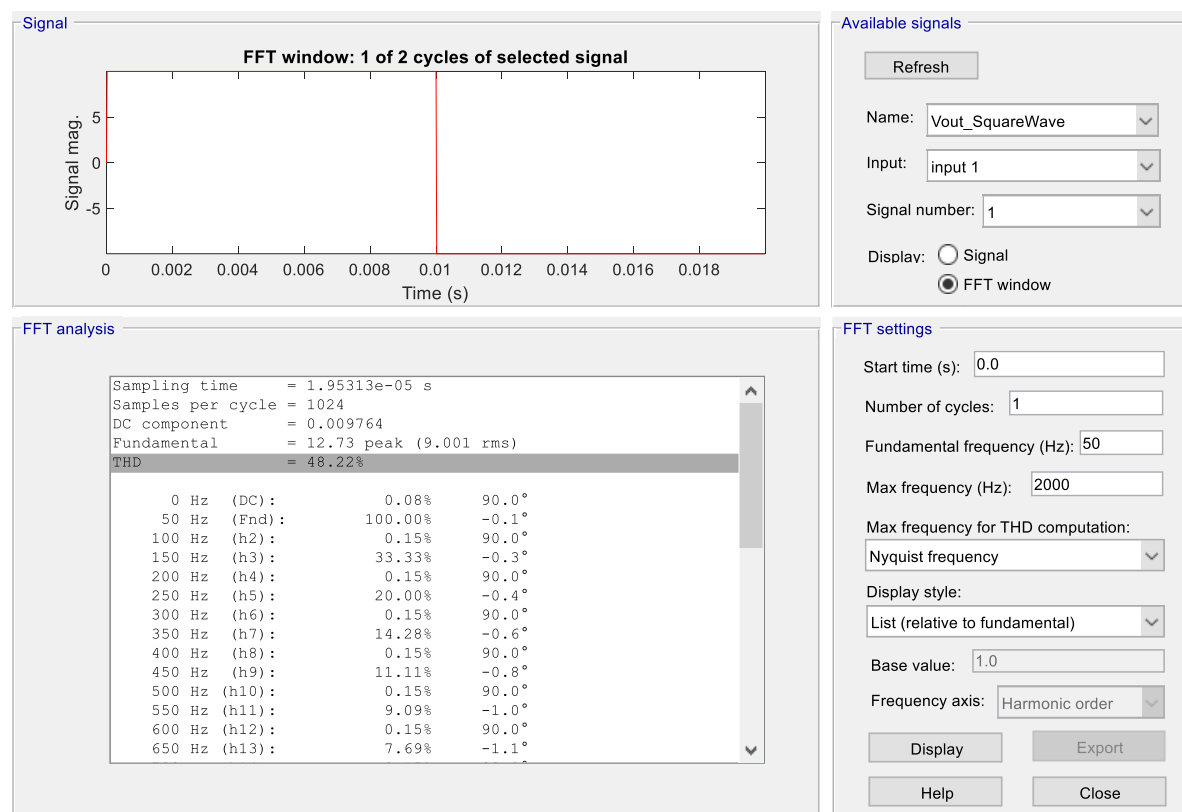 Signal
FFT window: 1 of 2 cycles of selected signal
5
0
-5
Signal mag.
0 0.002 0.004 0.006 0.008 0.01 0.012 0.014 0.016 0.018
Time (s)
Available signals
Refresh
Name: Vout_SquareWave
Input: input 1
Signal number: 1
Display: Signal
FFT window
FFT analysis
Sampling time = 1.95313e-05 s
Samples per cycle = 1024
DC component = 0.009764
Fundamental = 12.73 peak (9.001 rms)
THD = 48.22%
0 Hz (DC): 0.08% 90.0°
50 Hz (Fnd): 100.00% -0.1°
100 Hz (h2): 0.15% 90.0°
150 Hz (h3): 33.33% -0.3°
200 Hz (h4): 0.15% 90.0°
250 Hz (h5): 20.00% -0.4°
300 Hz (h6): 0.15% 90.0°
350 Hz (h7): 14.28% -0.6°
400 Hz (h8): 0.15% 90.0°
450 Hz (h9): 11.11% -0.8°
500 Hz (h10): 0.15% 90.0°
550 Hz (h11): 9.09% -1.0°
600 Hz (h12): 0.15% 90.0°
650 Hz (h13): 7.69% -1.1°
FFT settings
Start time (s): 0.0
Number of cycles: 1
Fundamental frequency (Hz): 50
Max frequency (Hz): 2000
Max frequency for THD computation:
Nyquist frequency
Display style:
List (relative to fundamental)
Base value: 1.0
Frequency axis: Harmonic order
Display Export
Help Close